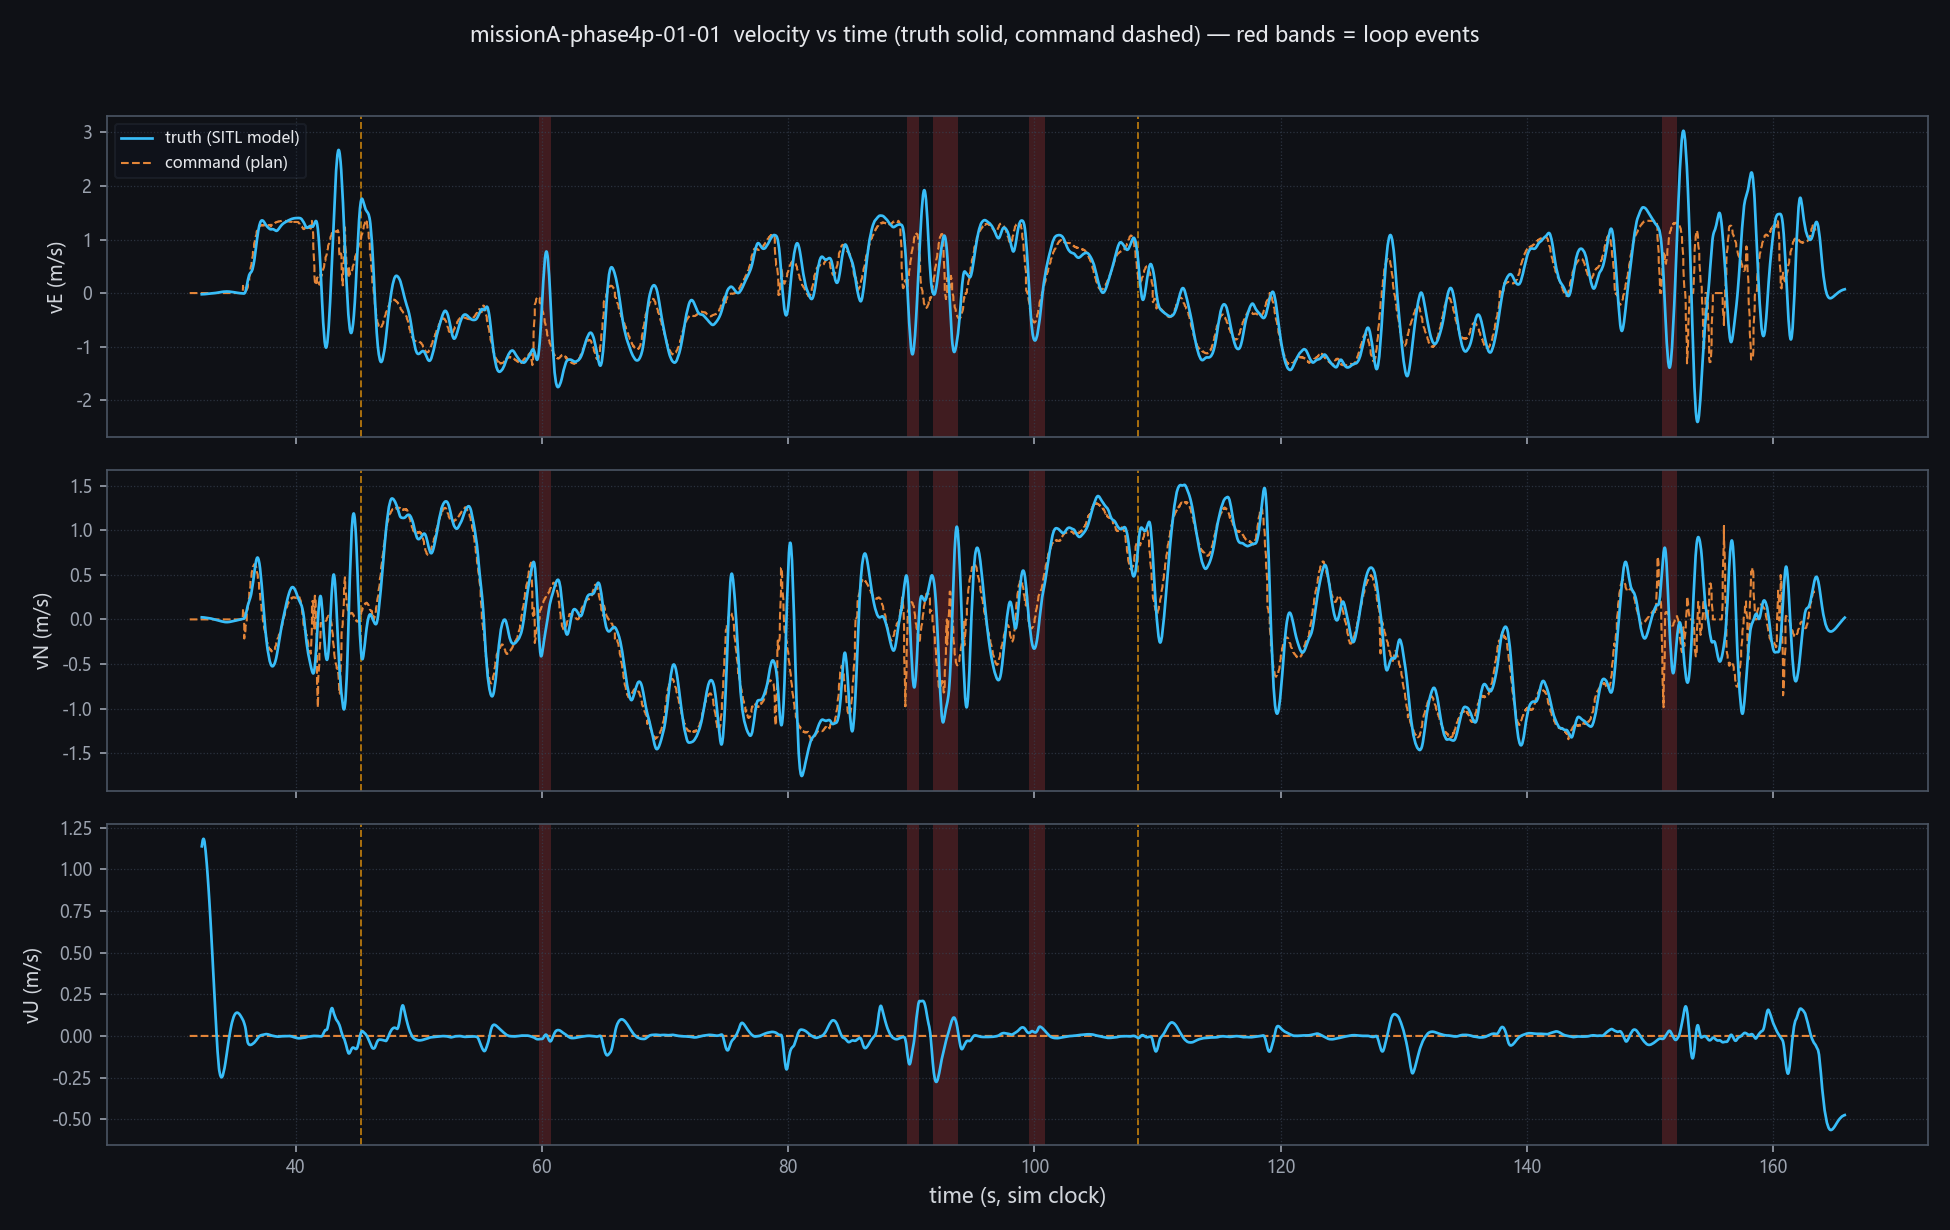 missionA-phase4p-01-01  velocity vs time (truth solid, command dashed) — red bands = loop events
truth (SITL model)
command (plan)
vE (m/s)
3
2
1
0
-1
-2
vN (m/s)
1.5
1.0
0.5
0.0
-0.5
-1.0
-1.5
vU (m/s)
1.25
1.00
0.75
0.50
0.25
0.00
-0.25
-0.50
40 60 80 100 120 140 160
time (s, sim clock)